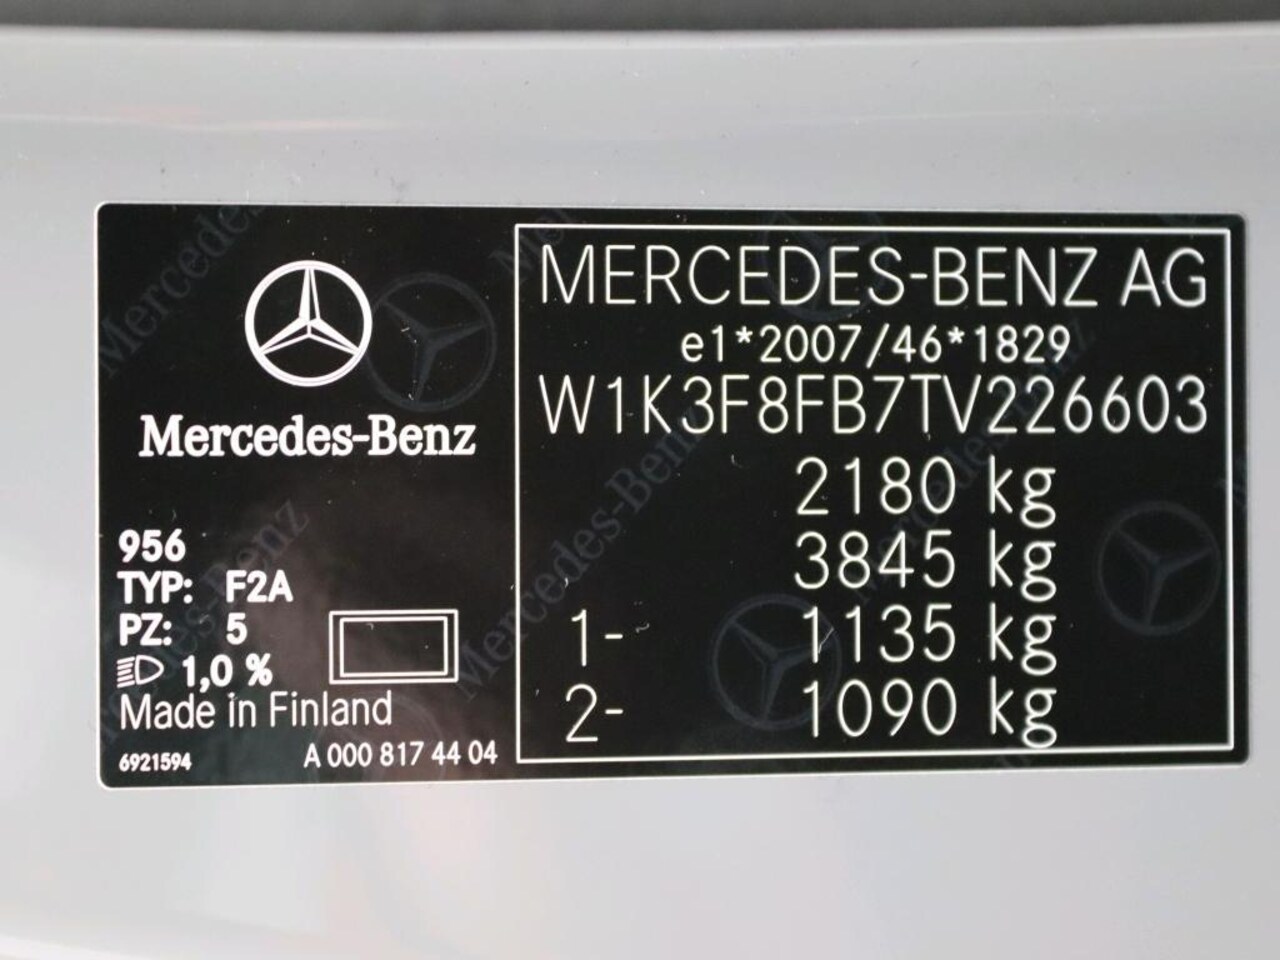 Mercedes-Benz
956
TYP: F2A
PZ: 5
1,0 %
Made in Finland
6921594 A 000 817 44 04
MERCEDES-BENZ AG
e1*2007/46*1829
W1K3F8FB7TV226603
2180 kg
3845 kg
1- 1135 kg
2- 1090 kg